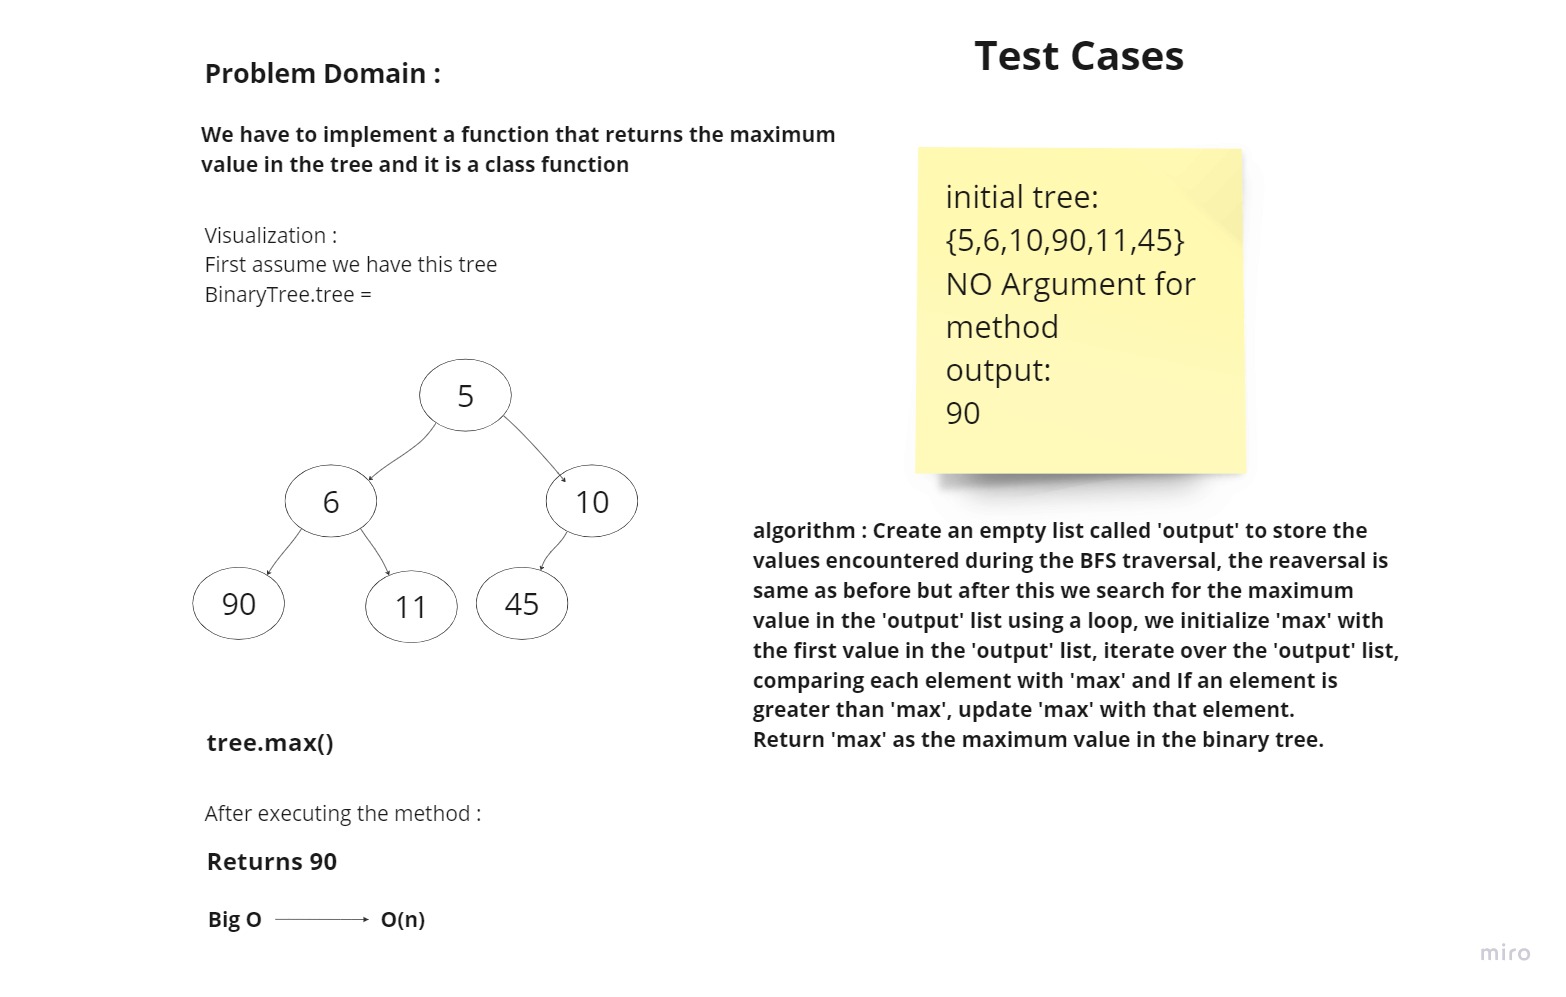 Problem Domain :
We have to implement a function that returns the maximum
value in the tree and it is a class function
Visualization :
First assume we have this tree
BinaryTree.tree =
5
6
10
90
11
45
tree.max()
After executing the method :
Returns 90
Big O
O(n)
Test Cases
initial tree:
{5,6,10,90,11,45}
NO Argument for
method
output:
90
algorithm : Create an empty list called 'output' to store the
values encountered during the BFS traversal, the reaversal is
same as before but after this we search for the maximum
value in the 'output' list using a loop, we initialize 'max' with
the first value in the 'output' list, iterate over the 'output' list,
comparing each element with 'max' and If an element is
greater than 'max', update 'max' with that element.
Return 'max' as the maximum value in the binary tree.
miro